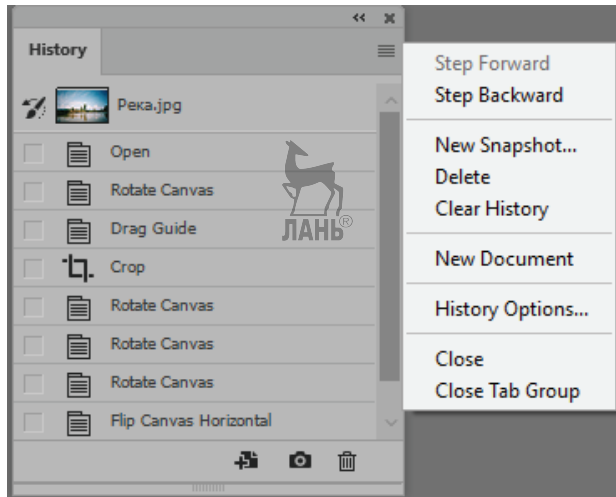 History
Река.jpg
Open
Rotate Canvas
Drag Guide
Crop
Rotate Canvas
Rotate Canvas
Rotate Canvas
Flip Canvas Horizontal
ЛАНЬ®
Step Forward
Step Backward
New Snapshot...
Delete
Clear History
New Document
History Options...
Close
Close Tab Group